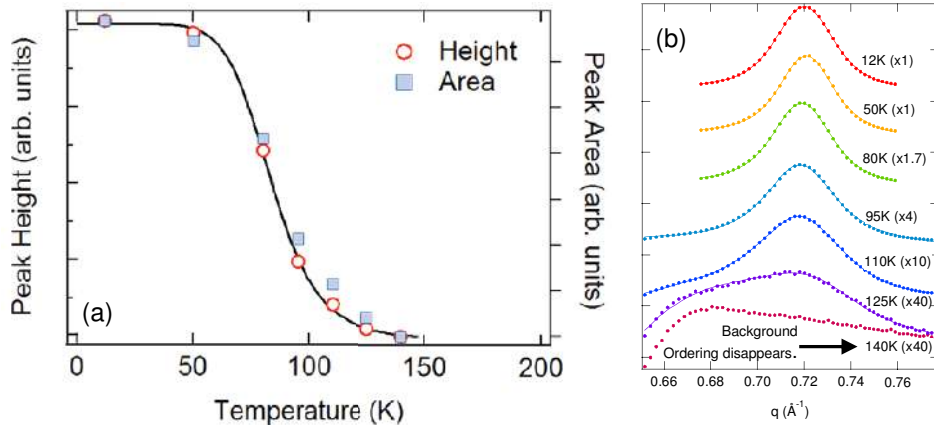 Peak Height (arb. units)
(a)
Height
Area
0
50
100
150
200
Temperature (K)
Peak Area (arb. units)
(b)
12K (x1)
50K (x1)
80K (x1.7)
95K (x4)
110K (x10)
125K (x40)
Background
Ordering disappears.
140K (x40)
0.66
0.68
0.70
0.72
0.74
0.76
q (Å⁻¹)